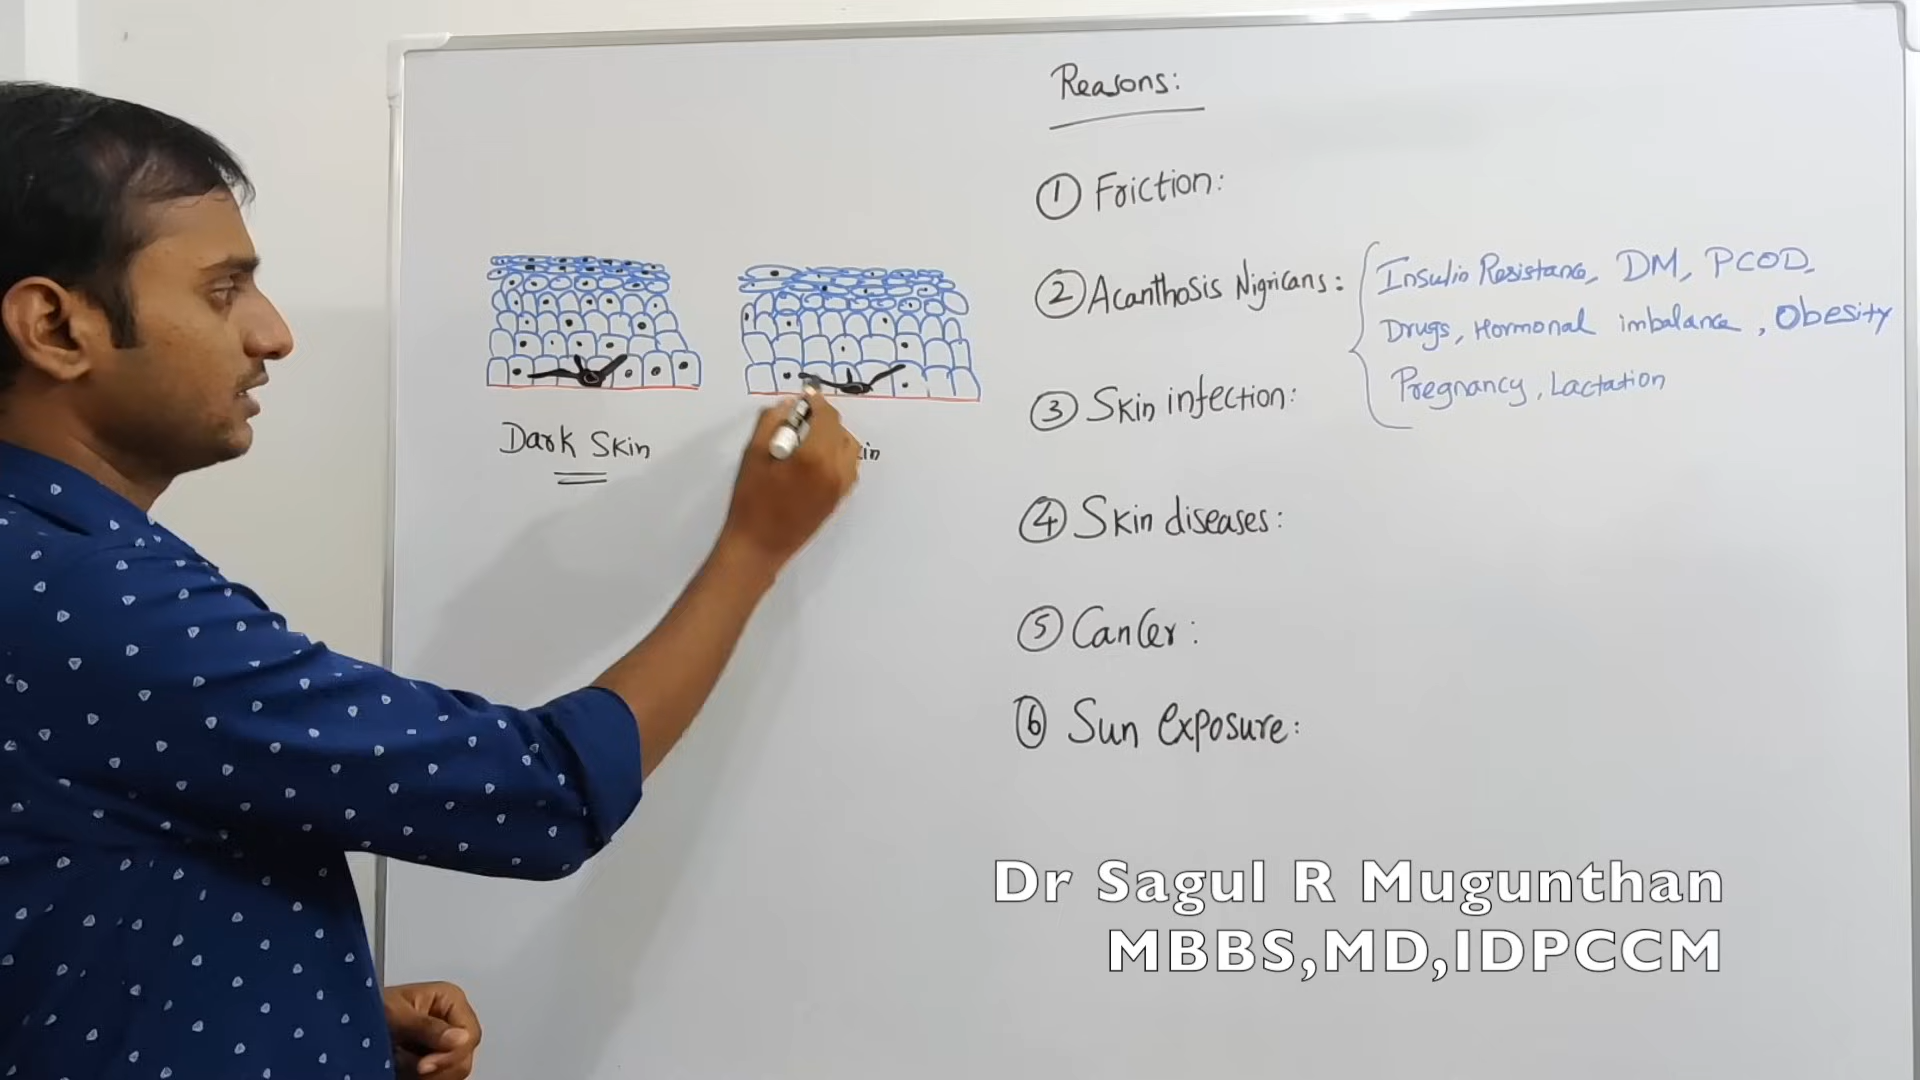 Reasons:
① Friction:
② Acanthosis Nigricans:
Insulin Resistance, DM, PCOD,
Drugs, Hormonal imbalance, Obesity
Pregnancy, Lactation
③ Skin infection:
④ Skin diseases:
⑤ Cancer:
⑥ Sun exposure:
Dark Skin
Dr Sagul R Mugunthan
MBBS,MD,IDPCCM